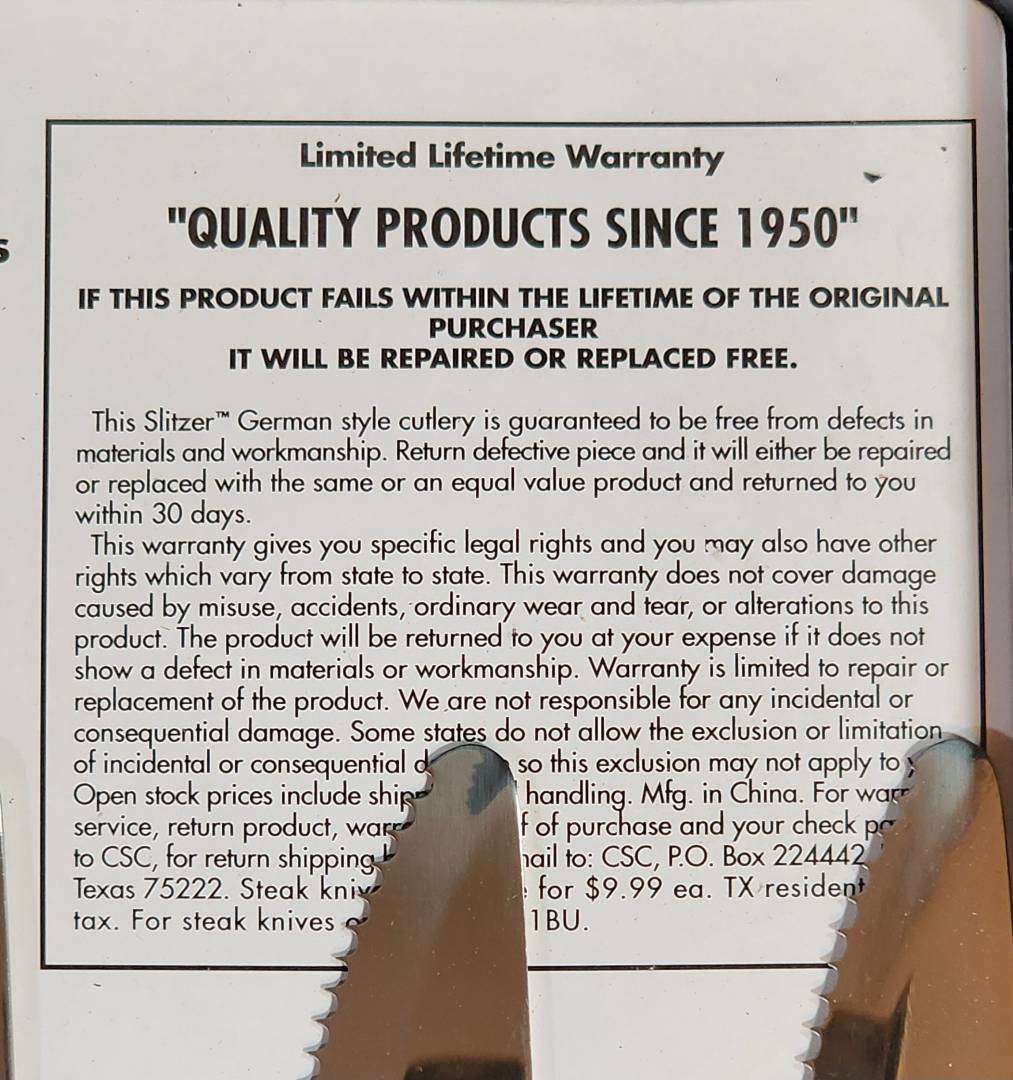 s
Limited Lifetime Warranty
"QUALITY PRODUCTS SINCE 1950"
IF THIS PRODUCT FAILS WITHIN THE LIFETIME OF THE ORIGINAL
PURCHASER
IT WILL BE REPAIRED OR REPLACED FREE.
This Slitzer™ German style cutlery is guaranteed to be free from defects in
materials and workmanship. Return defective piece and it will either be repaired
or replaced with the same or an equal value product and returned to you
within 30 days.
This warranty gives you specific legal rights and you may also have other
rights which vary from state to state. This warranty does not cover damage
caused by misuse, accidents, ordinary wear and tear, or alterations to this
product. The product will be returned to you at your expense if it does not
show a defect in materials or workmanship. Warranty is limited to repair or
replacement of the product. We are not responsible for any incidental or
consequential damage. Some states do not allow the exclusion or limitation
of incidental or consequential so this exclusion may not apply to
Open stock prices include handling. Mfg. in China. For
service, return product, of purchase and your check
to CSC, for return shipping to: CSC, P.O. Box 224442
Texas 75222. Steak for $9.99 ea. TX
tax. For steak knives 1BU.